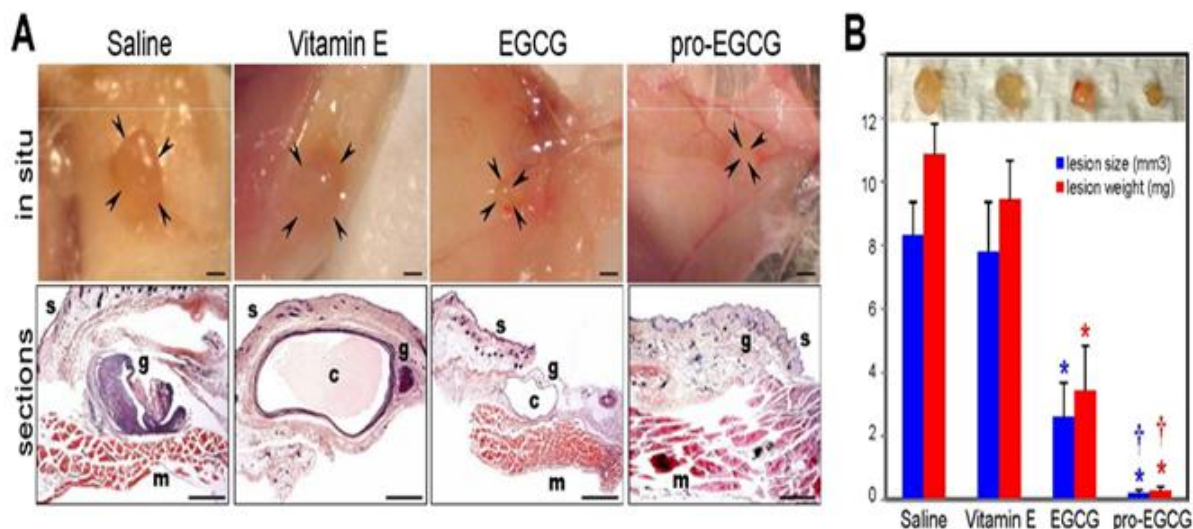 A
Saline Vitamin E EGCG pro-EGCG
in situ
sections
s
g
m
c
g
s
g
c
m
g
s
m
B
12
10
8
6
4
2
0
lesion size (mm3)
lesion weight (mg)
*
*
†
*
†
*
Saline Vitamin E EGCG pro-EGCG